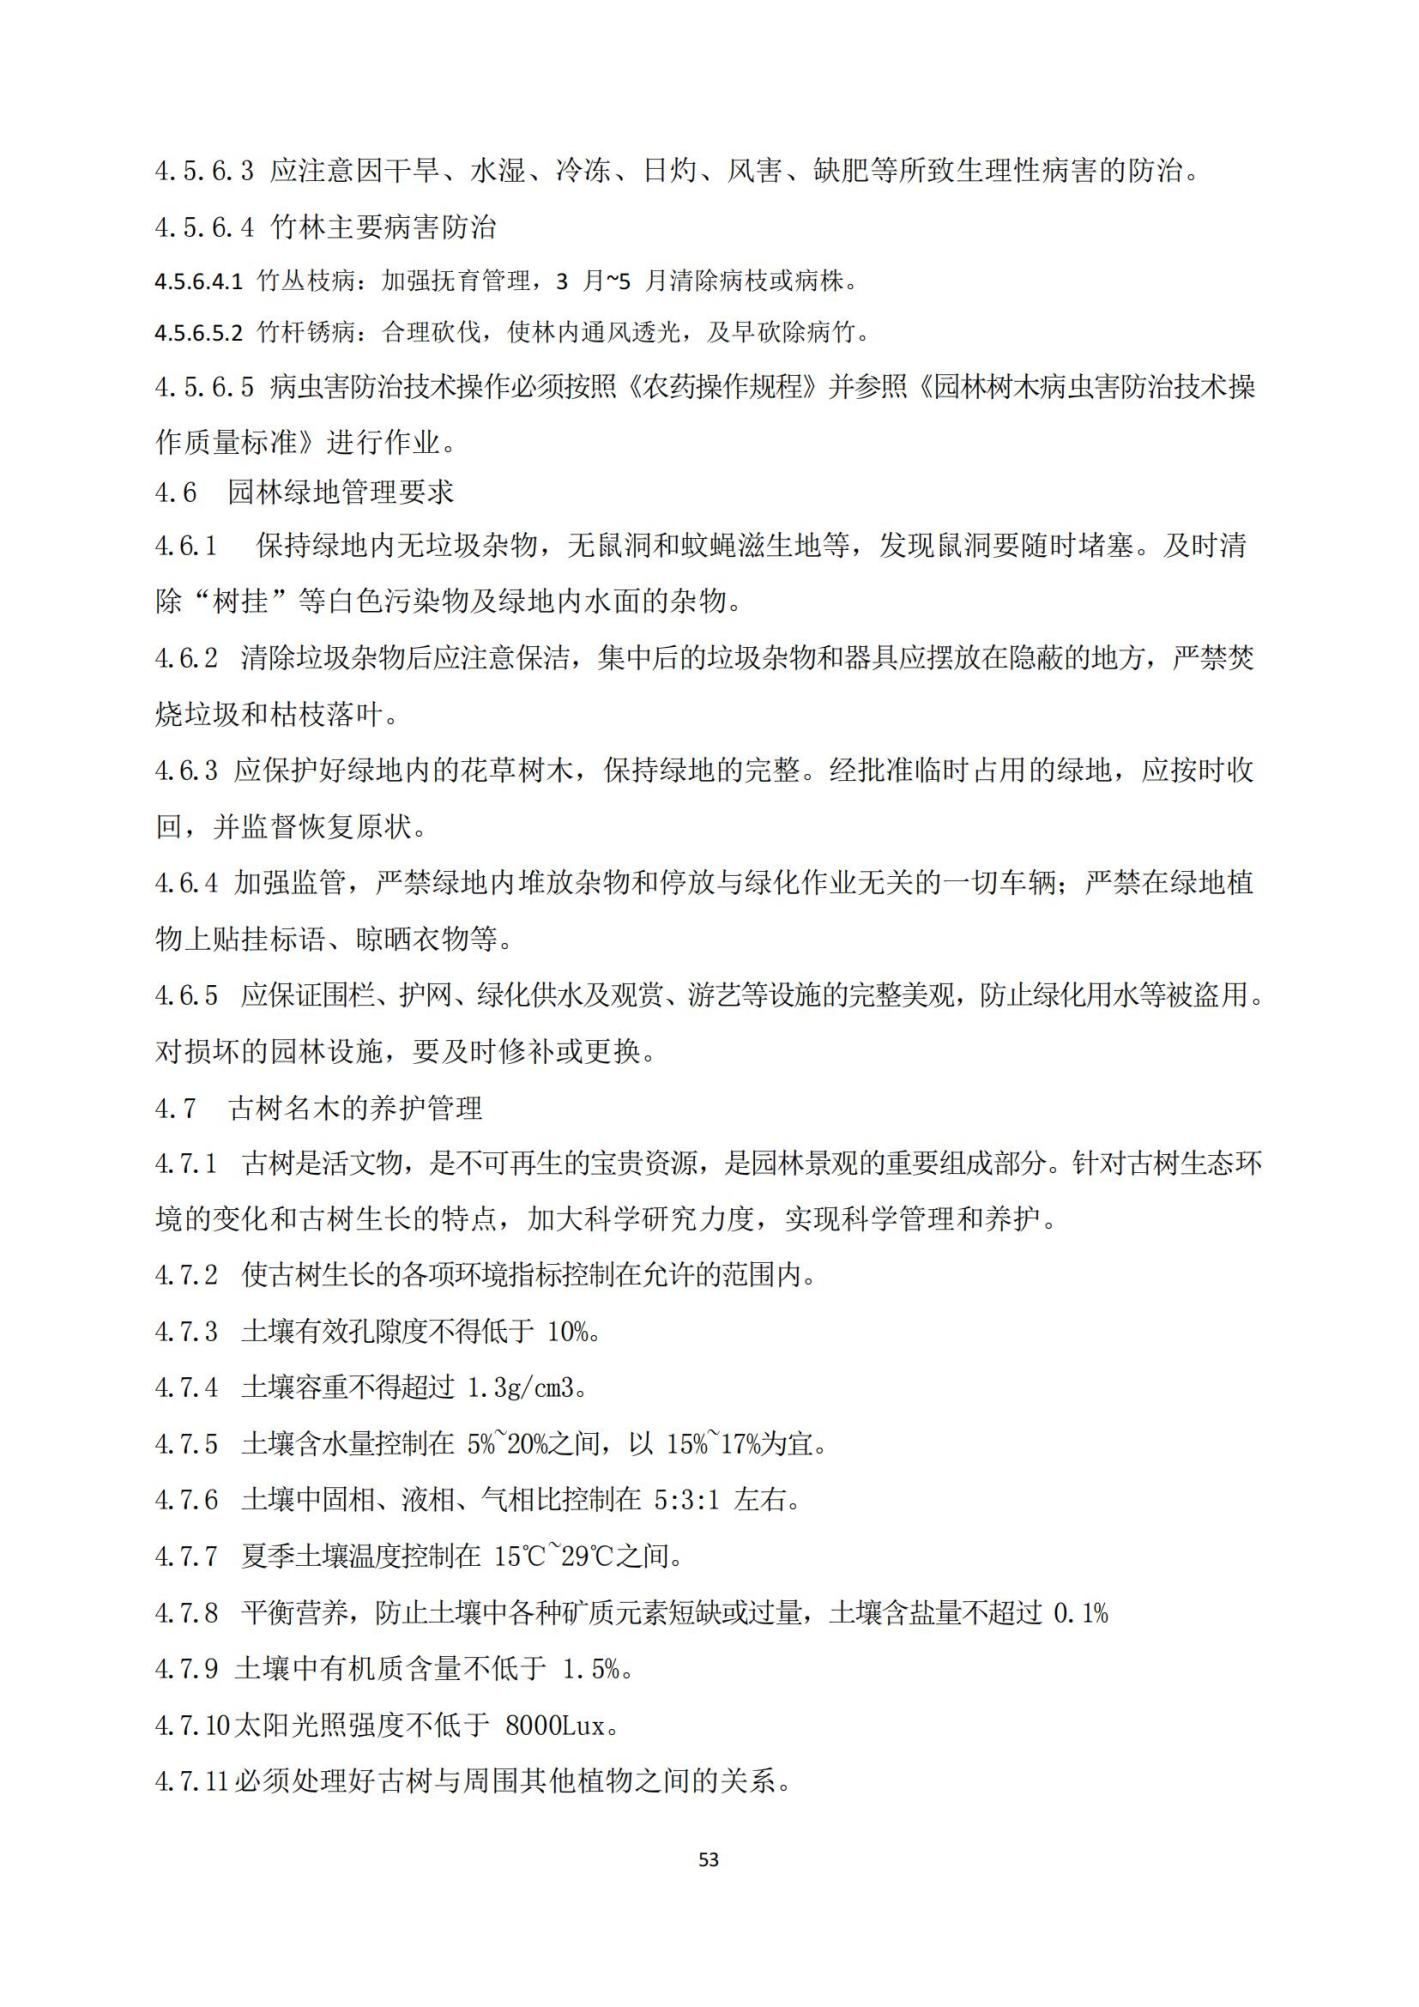 4.5.6.3 应注意因干旱、水湿、冷冻、日灼、风害、缺肥等所致生理性病害的防治。
4.5.6.4 竹林主要病害防治
4.5.6.4.1 竹丛枝病：加强抚育管理，3 月~5 月清除病枝或病株。
4.5.6.5.2 竹杆锈病：合理砍伐，使林内通风透光，及早砍除病竹。
4.5.6.5 病虫害防治技术操作必须按照《农药操作规程》并参照《园林树木病虫害防治技术操
作质量标准》进行作业。
4.6 园林绿地管理要求
4.6.1 保持绿地内无垃圾杂物，无鼠洞和蚊蝇滋生地等，发现鼠洞要随时堵塞。及时清
除“树挂”等白色污染物及绿地内水面的杂物。
4.6.2 清除垃圾杂物后应注意保洁，集中后的垃圾杂物和器具应摆放在隐蔽的地方，严禁焚
烧垃圾和枯枝落叶。
4.6.3 应保护好绿地内的花草树木，保持绿地的完整。经批准临时占用的绿地，应按时收
回，并监督恢复原状。
4.6.4 加强监管，严禁绿地内堆放杂物和停放与绿化作业无关的一切车辆；严禁在绿地植
物上贴挂标语、晾晒衣物等。
4.6.5 应保证围栏、护网、绿化供水及观赏、游艺等设施的完整美观，防止绿化用水等被盗用。
对损坏的园林设施，要及时修补或更换。
4.7 古树名木的养护管理
4.7.1 古树是活文物，是不可再生的宝贵资源，是园林景观的重要组成部分。针对古树生态环
境的变化和古树生长的特点，加大科学研究力度，实现科学管理和养护。
4.7.2 使古树生长的各项环境指标控制在允许的范围内。
4.7.3 土壤有效孔隙度不得低于 10%。
4.7.4 土壤容重不得超过 1.3g/cm3。
4.7.5 土壤含水量控制在 5%~20%之间，以 15%~17%为宜。
4.7.6 土壤中固相、液相、气相比控制在 5:3:1 左右。
4.7.7 夏季土壤温度控制在 15℃~29℃之间。
4.7.8 平衡营养，防止土壤中各种矿质元素短缺或过量，土壤含盐量不超过 0.1%
4.7.9 土壤中有机质含量不低于 1.5%。
4.7.10太阳光照强度不低于 8000Lux。
4.7.11必须处理好古树与周围其他植物之间的关系。
53